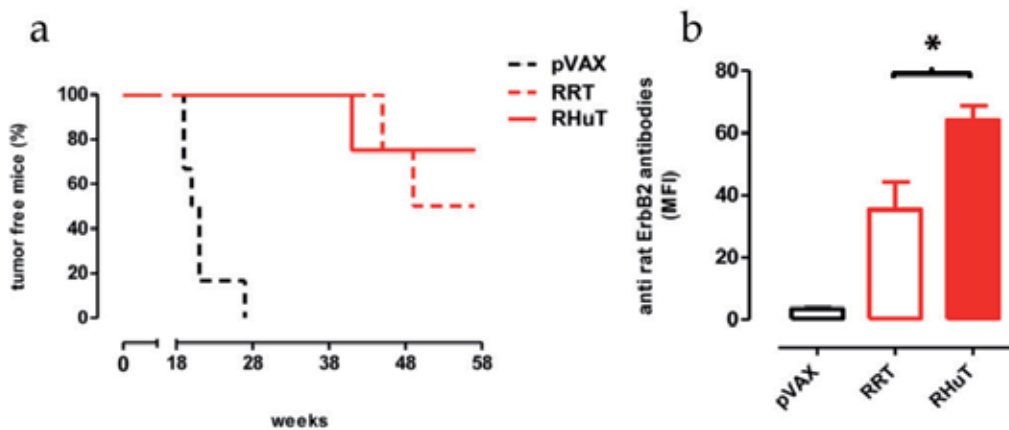 a
pVAX
RRT
RHuT
100
80
60
40
20
0
tumor free mice (%)
0 18 28 38 48 58
weeks
b
*
80
60
40
20
0
anti rat ErbB2 antibodies
(MFI)
pVAX RRT RHuT